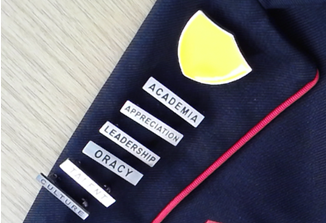 ACADEMIA
APPRECIATION
LEADERSHIP
ORACY
CULTURE